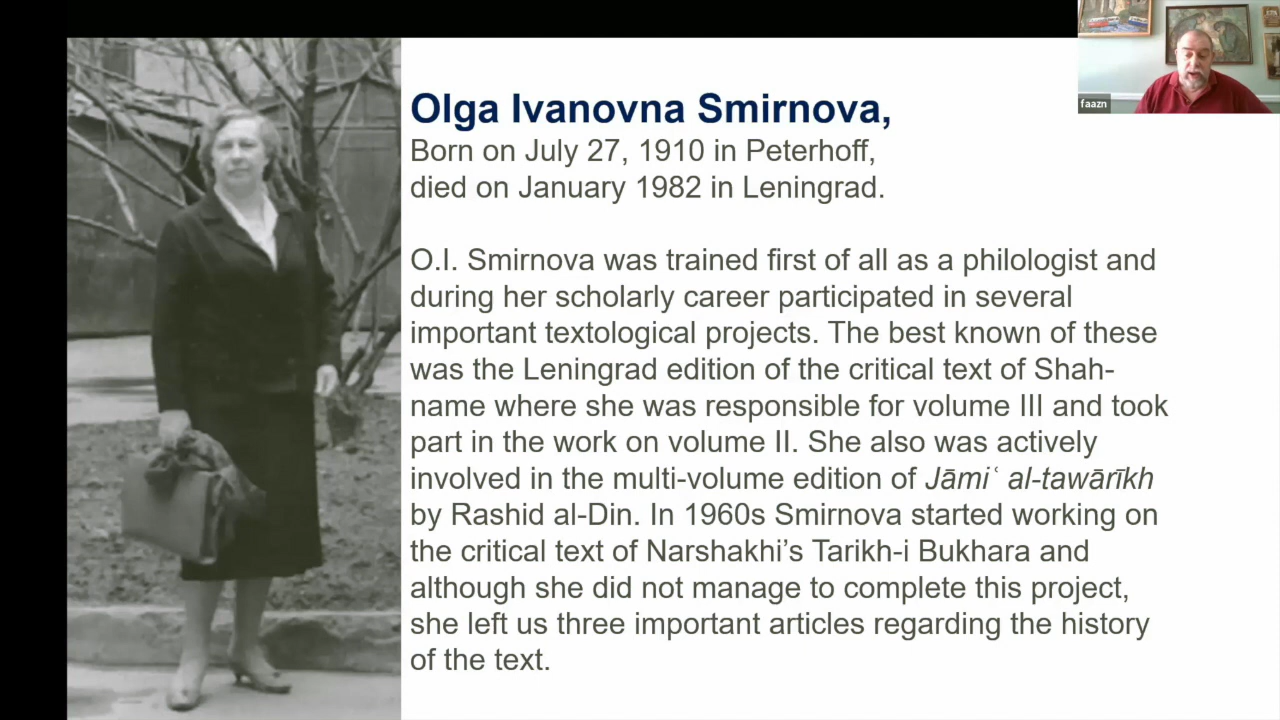 Olga Ivanovna Smirnova,
Born on July 27, 1910 in Peterhoff,
died on January 1982 in Leningrad.
O.I. Smirnova was trained first of all as a philologist and
during her scholarly career participated in several
important textological projects. The best known of these
was the Leningrad edition of the critical text of Shah-
name where she was responsible for volume III and took
part in the work on volume II. She also was actively
involved in the multi-volume edition of Jāmiʿ al-tawārīkh
by Rashid al-Din. In 1960s Smirnova started working on
the critical text of Narshakhi’s Tarikh-i Bukhara and
although she did not manage to complete this project,
she left us three important articles regarding the history
of the text.
faazn